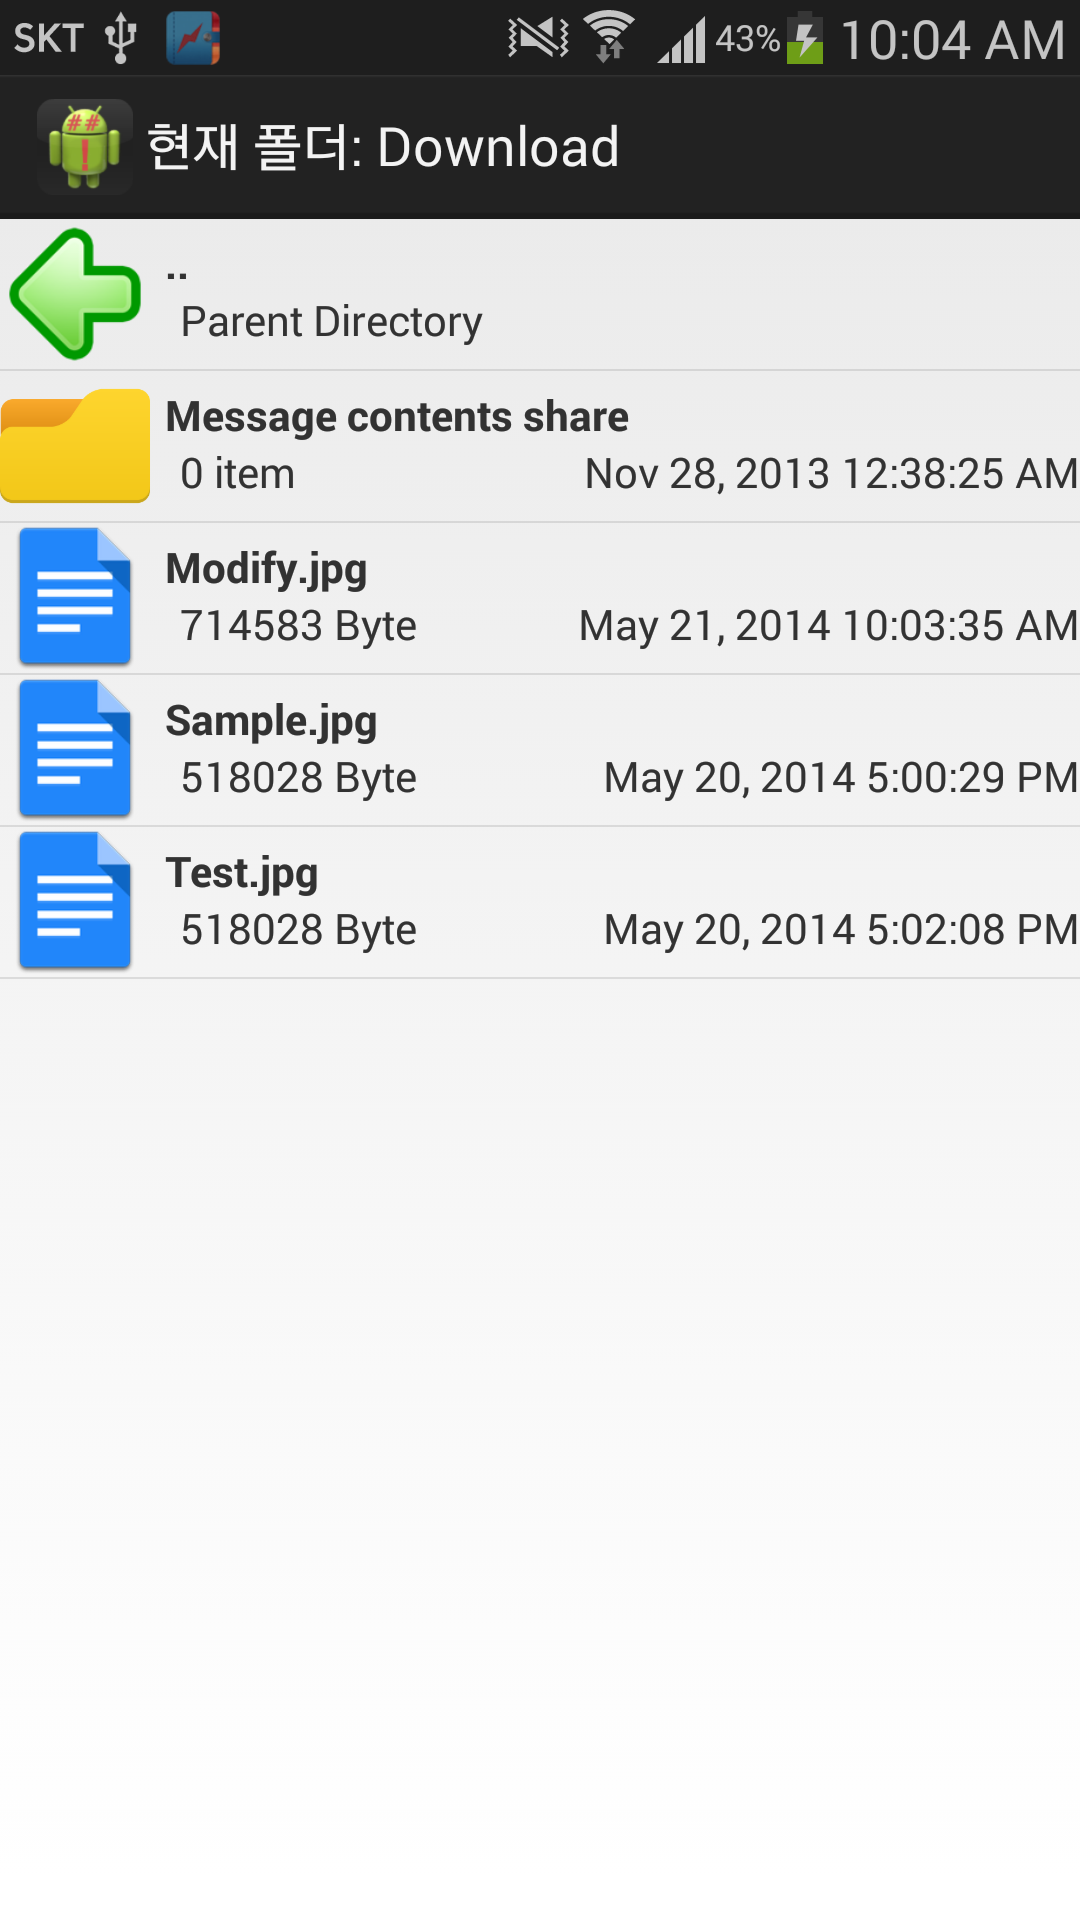 SKT 43% 10:04 AM
현재 폴더: Download
..
Parent Directory
Message contents share
0 item Nov 28, 2013 12:38:25 AM
Modify.jpg
714583 Byte May 21, 2014 10:03:35 AM
Sample.jpg
518028 Byte May 20, 2014 5:00:29 PM
Test.jpg
518028 Byte May 20, 2014 5:02:08 PM